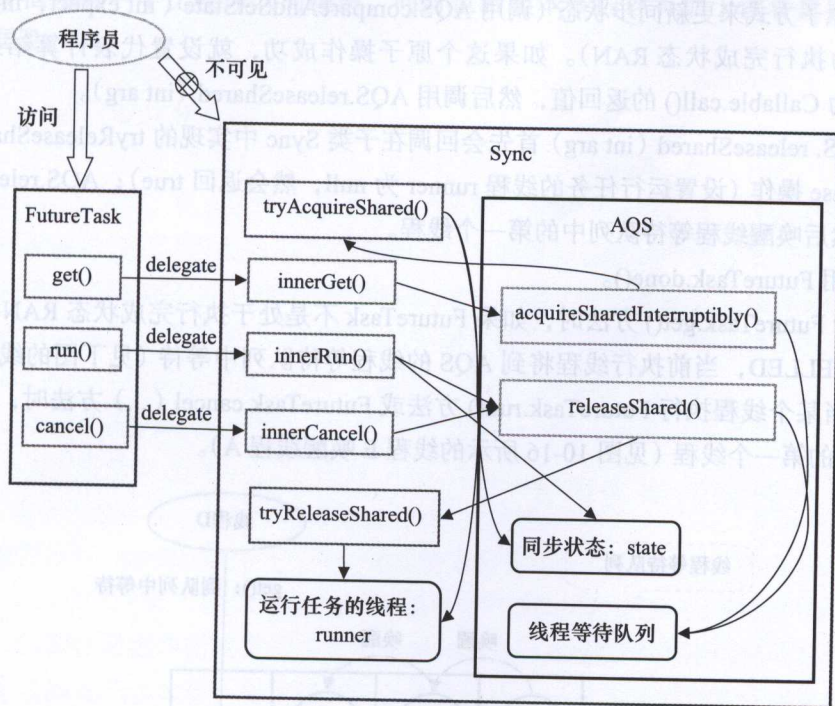 程序员
不可见
访问
Sync
FutureTask
tryAcquireShared()
AQS
get()
delegate
innerGet()
acquireSharedInterruptibly()
run()
delegate
innerRun()
releaseShared()
cancel()
delegate
innerCancel()
tryReleaseShared()
同步状态：state
运行任务的线程：
runner
线程等待队列